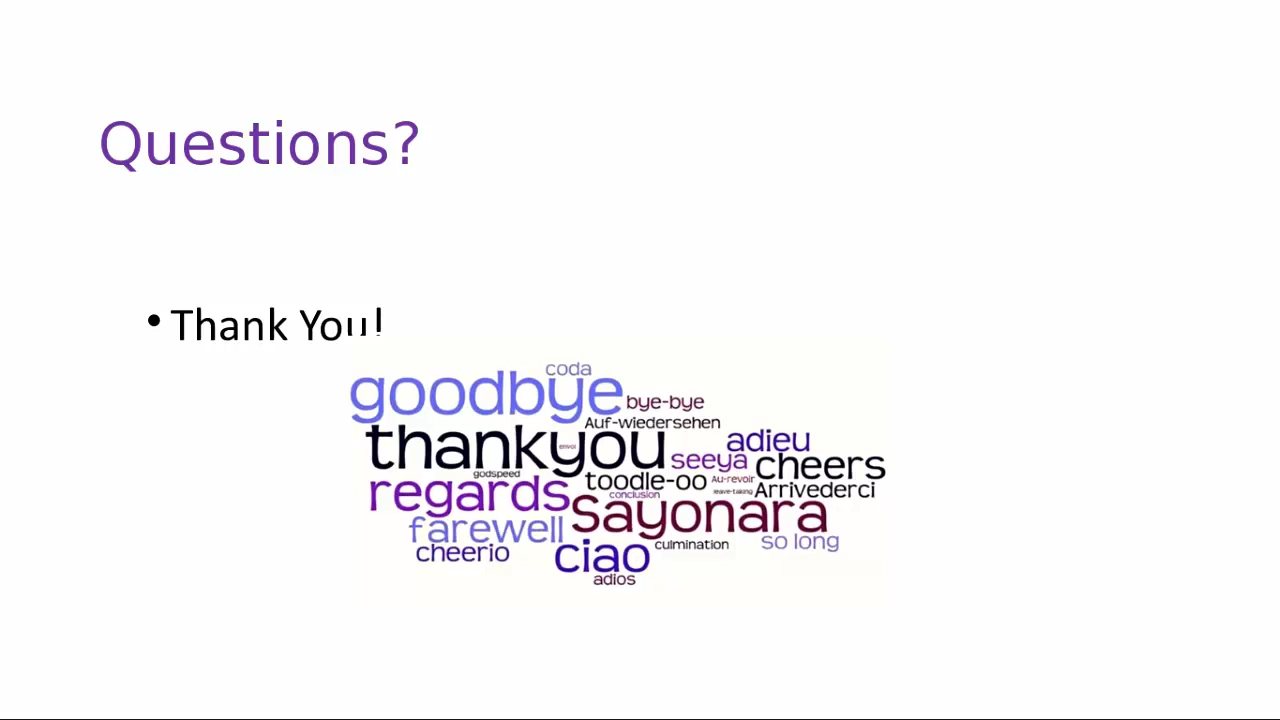 Questions?
• Thank You!
coda
goodbye
bye-bye
Auf-wiedersehen
thankyou
envoi
adieu
seeya
cheers
godspeed
toodle-oo
Au-revoir
regards
conclusion
leave-taking
Arrivederci
Sayonara
farewell
so long
cheerio
ciao
culmination
adios